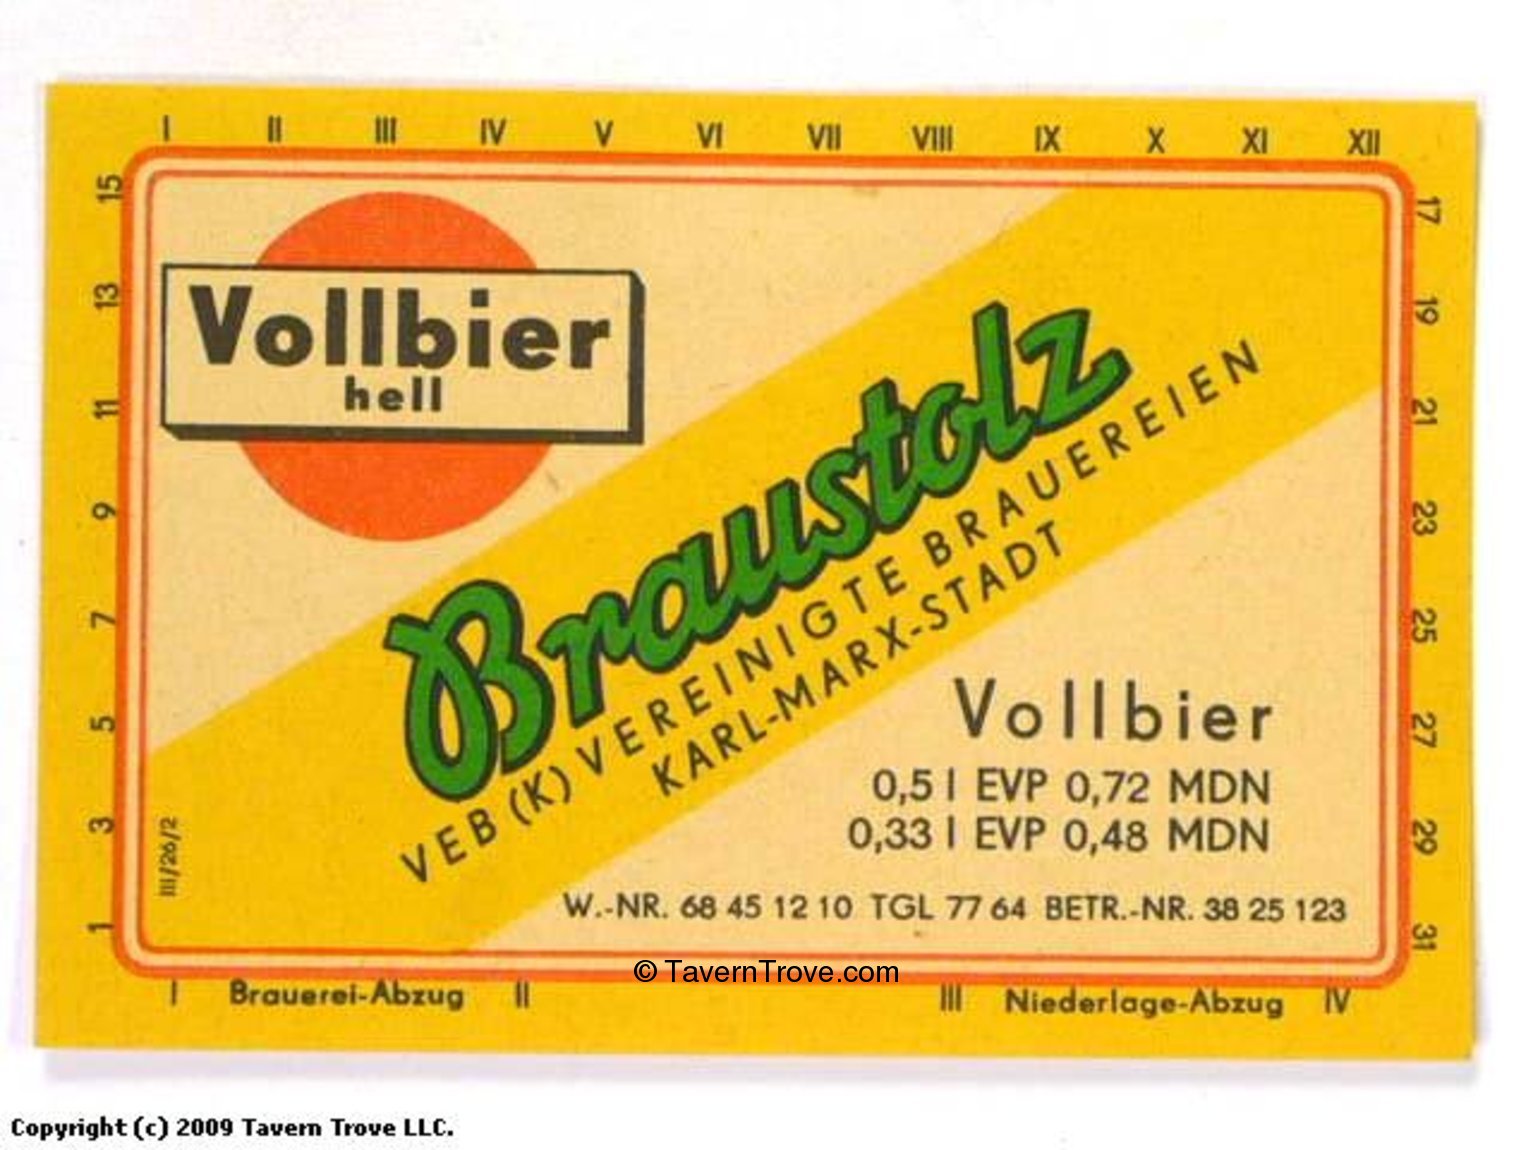 I II III IV V VI VII VIII IX X XI XII
15
13
11
9
7
5
3
1
17
19
21
23
25
27
29
31
Vollbier
hell
Braustolz
VEB (K) VEREINIGTE BRAUEREIEN
KARL-MARX-STADT
Vollbier
0,5 l EVP 0,72 MDN
0,33 l EVP 0,48 MDN
III/26/2
W.-NR. 68 45 12 10 TGL 77 64 BETR.-NR. 38 25 123
© TavernTrove.com
I Brauerei-Abzug II III Niederlage-Abzug IV
Copyright (c) 2009 Tavern Trove LLC.